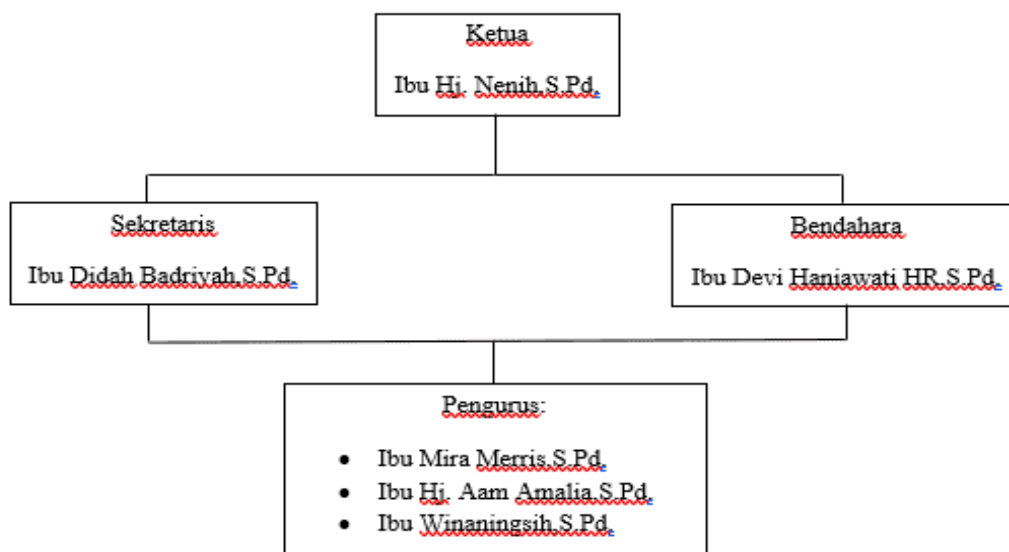 Ketua
Ibu Hj. Nenih,S.Pd.
Sekretaris
Ibu Didah Badriyah,S.Pd.
Bendahara
Ibu Devi Haniawati HR,S.Pd.
Pengurus:
• Ibu Mira Merris,S.Pd.
• Ibu Hj. Aam Amalia,S.Pd.
• Ibu Winaningsih,S.Pd.